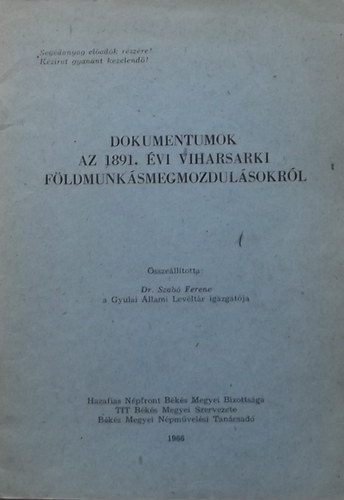 Segédanyag előadók részére!
Kézirat gyanánt kezelendő!
DOKUMENTUMOK
AZ 1891. ÉVI VIHARSARKI
FÖLDMUNKÁSMEGMOZDULÁSOKRÓL
Összeállította:
Dr. Szabó Ferenc
a Gyulai Állami Levéltár igazgatója
Hazafias Népfront Békés Megyei Bizottsága
TIT Békés Megyei Szervezete
Békés Megyei Népművelési Tanácsadó
1966